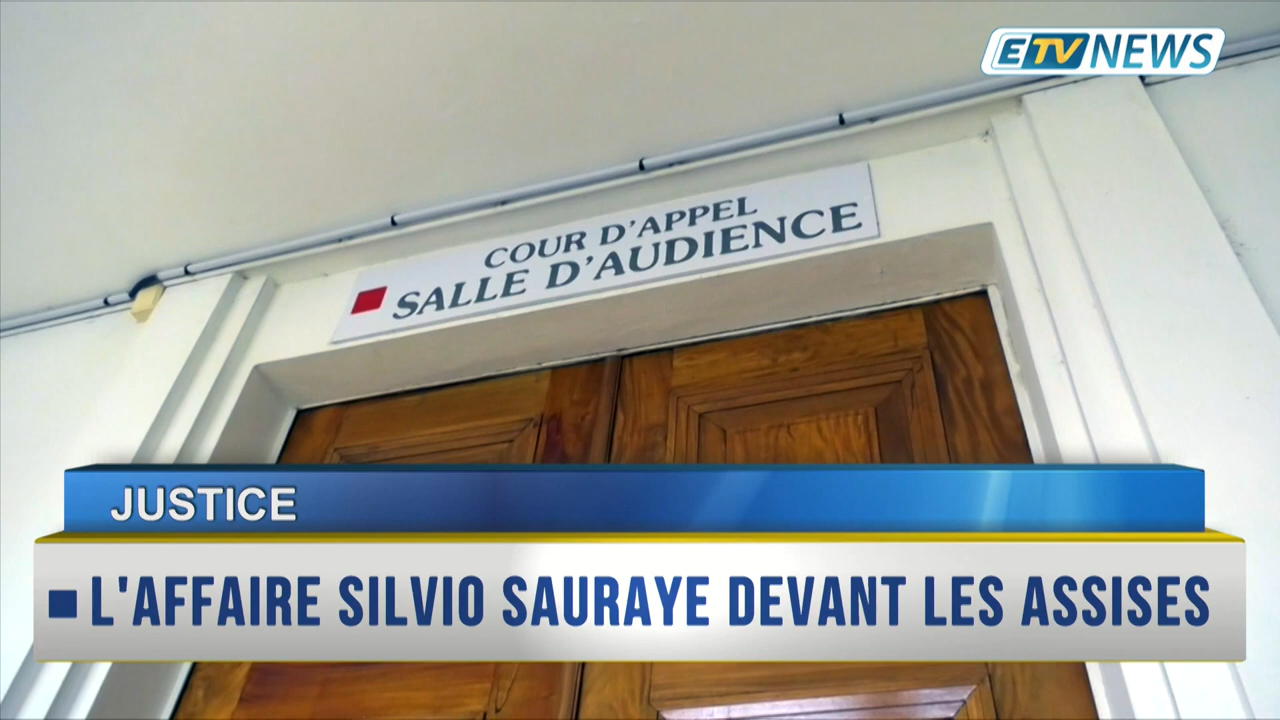 ETV NEWS
COUR D'APPEL
SALLE D'AUDIENCE
JUSTICE
L'AFFAIRE SILVIO SAURAYE DEVANT LES ASSISES